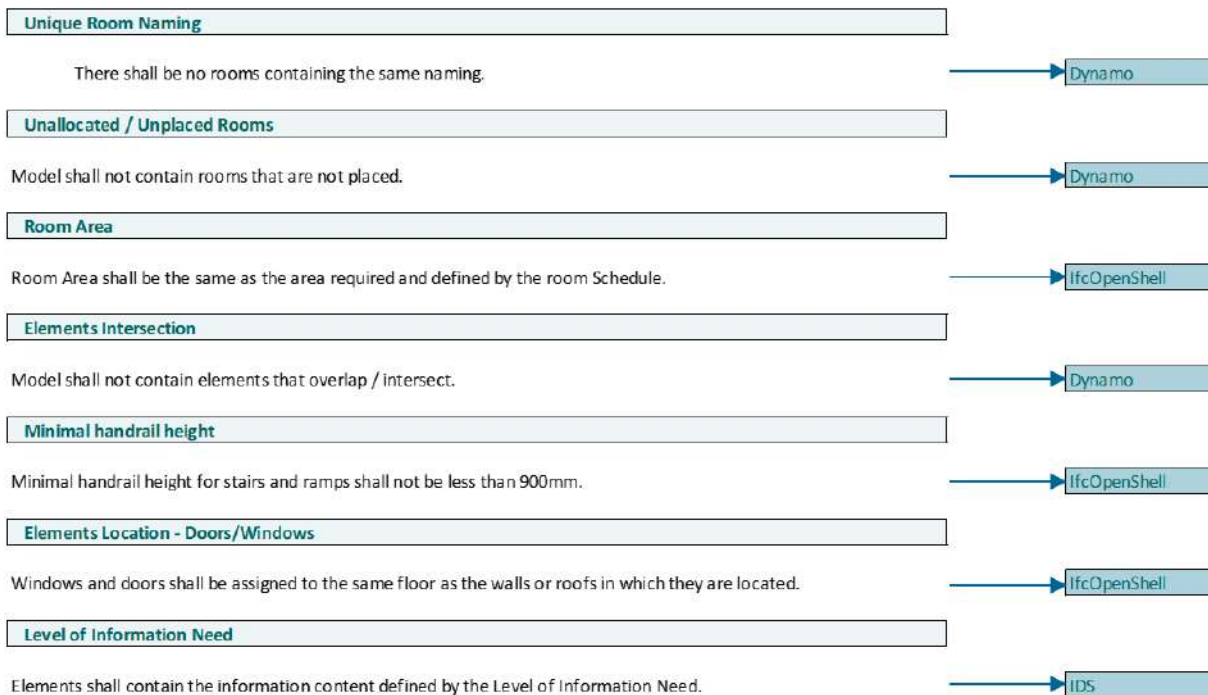 Unique Room Naming
There shall be no rooms containing the same naming.
Dynamo
Unallocated / Unplaced Rooms
Model shall not contain rooms that are not placed.
Dynamo
Room Area
Room Area shall be the same as the area required and defined by the room Schedule.
IfcOpenShell
Elements Intersection
Model shall not contain elements that overlap / intersect.
Dynamo
Minimal handrail height
Minimal handrail height for stairs and ramps shall not be less than 900mm.
IfcOpenShell
Elements Location - Doors/Windows
Windows and doors shall be assigned to the same floor as the walls or roofs in which they are located.
IfcOpenShell
Level of Information Need
Elements shall contain the information content defined by the Level of Information Need.
IDS